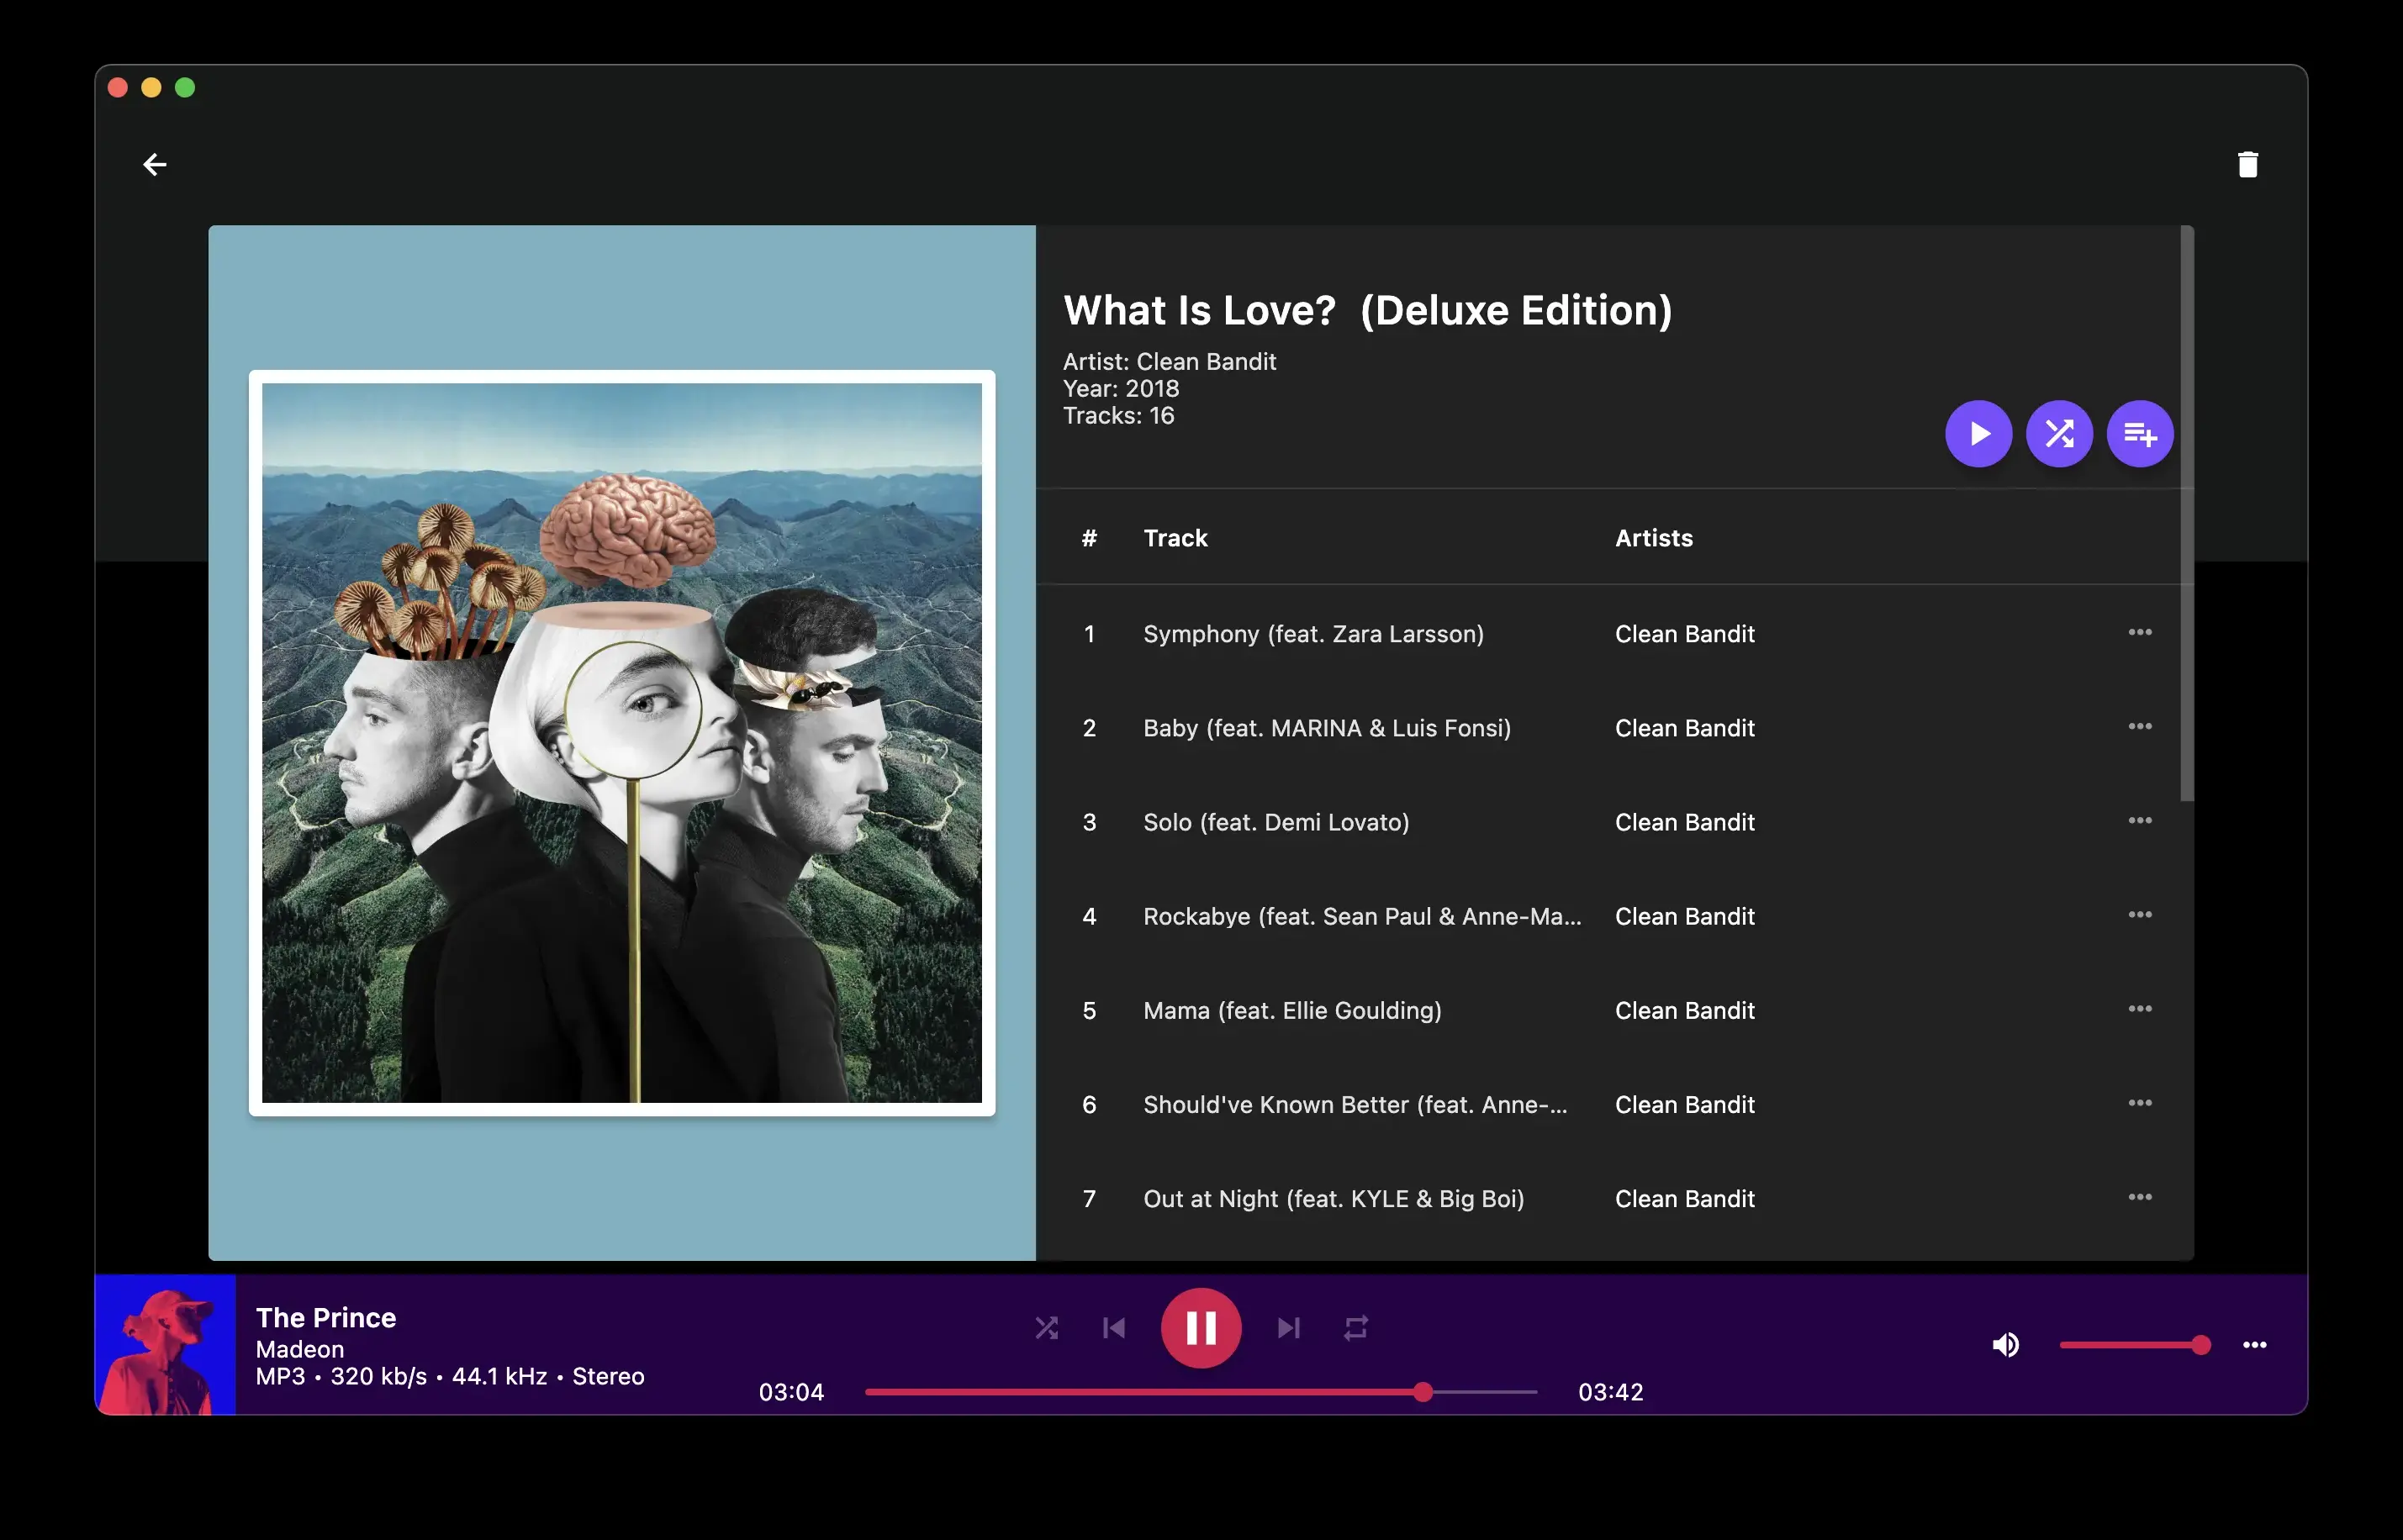 What Is Love?  (Deluxe Edition)
Artist: Clean Bandit
Year: 2018
Tracks: 16
# Track Artists
1 Symphony (feat. Zara Larsson) Clean Bandit
2 Baby (feat. MARINA & Luis Fonsi) Clean Bandit
3 Solo (feat. Demi Lovato) Clean Bandit
4 Rockabye (feat. Sean Paul & Anne-Ma... Clean Bandit
5 Mama (feat. Ellie Goulding) Clean Bandit
6 Should've Known Better (feat. Anne-... Clean Bandit
7 Out at Night (feat. KYLE & Big Boi) Clean Bandit
The Prince
Madeon
MP3 • 320 kb/s • 44.1 kHz • Stereo
03:04 03:42